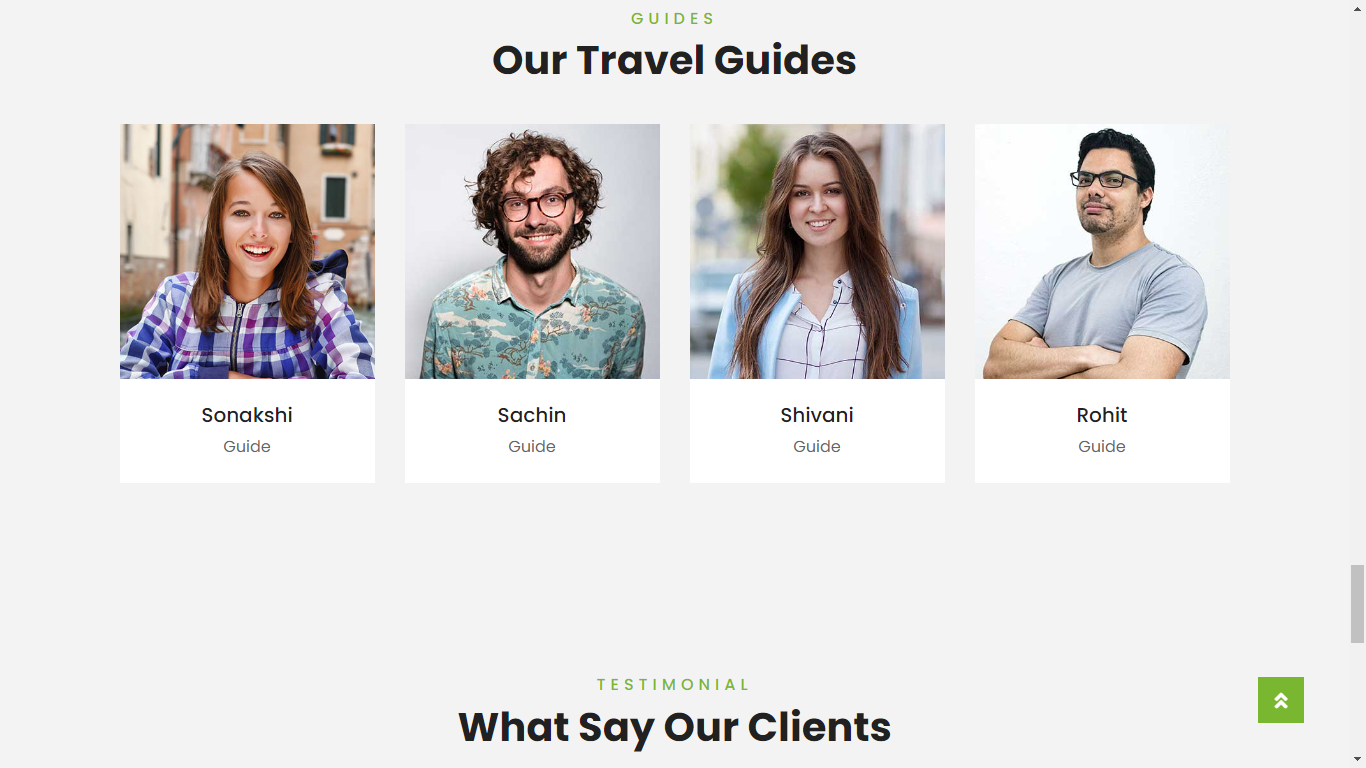 GUIDES
Our Travel Guides
Sonakshi
Guide
Sachin
Guide
Shivani
Guide
Rohit
Guide
TESTIMONIAL
What Say Our Clients